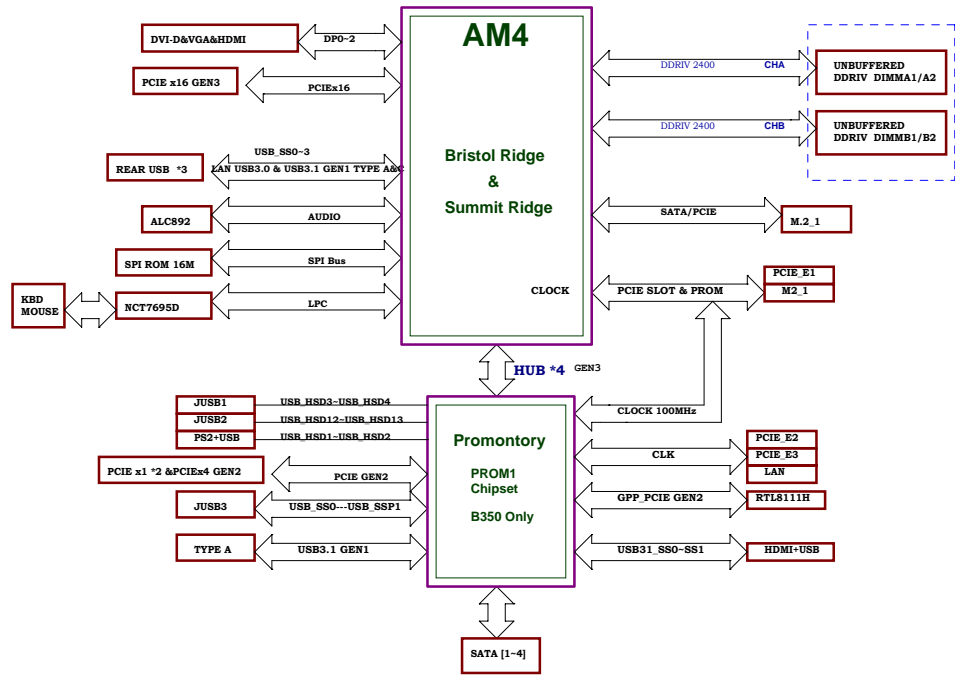 DVI-D&VGA&HDMI
DP0~2
PCIE x16 GEN3
PCIEx16
AM4
Bristol Ridge
&
Summit Ridge
CLOCK
DDRIV 2400 CHA
UNBUFFERED
DDRIV DIMMA1/A2
DDRIV 2400 CHB
UNBUFFERED
DDRIV DIMMB1/B2
USB_SS0~3
REAR USB *3
LAN USB3.0 & USB3.1 GEN1 TYPE A&C
ALC892
AUDIO
SATA/PCIE
M.2_1
SPI ROM 16M
SPI Bus
KBD
MOUSE
NCT7695D
LPC
PCIE SLOT & PROM
PCIE_E1
M2_1
HUB *4 GEN3
JUSB1
USB_HSD3~USB_HSD4
JUSB2
USB_HSD12~USB_HSD13
PS2+USB
USB_HSD1~USB_HSD2
CLOCK 100MHz
Promontory
PROM1
Chipset
B350 Only
PCIE x1 *2 &PCIEx4 GEN2
PCIE GEN2
CLK
PCIE_E2
PCIE_E3
LAN
JUSB3
USB_SS0---USB_SSP1
GPP_PCIE GEN2
RTL8111H
TYPE A
USB3.1 GEN1
USB31_SS0~SS1
HDMI+USB
SATA [1~4]